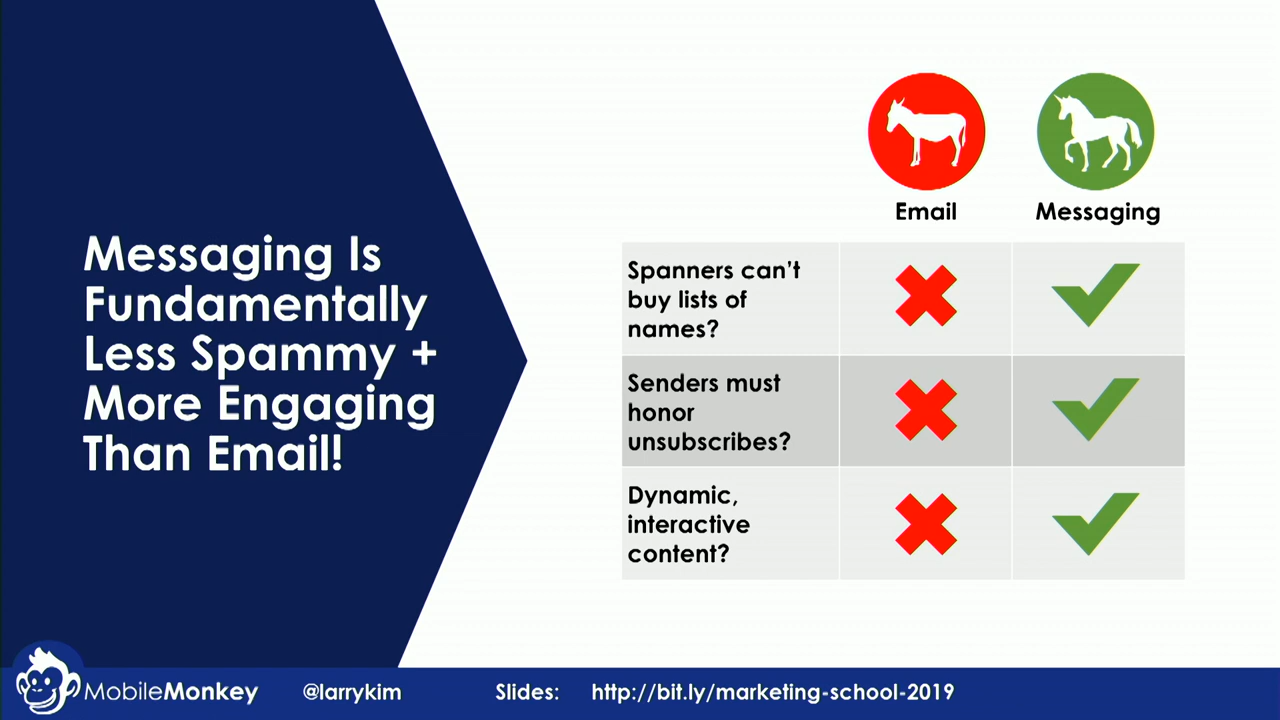 Messaging Is
Fundamentally
Less Spammy +
More Engaging
Than Email!
Email
Messaging
Spanners can't
buy lists of
names?
Senders must
honor
unsubscribes?
Dynamic,
interactive
content?
MobileMonkey
@larrykim
Slides:
http://bit.ly/marketing-school-2019